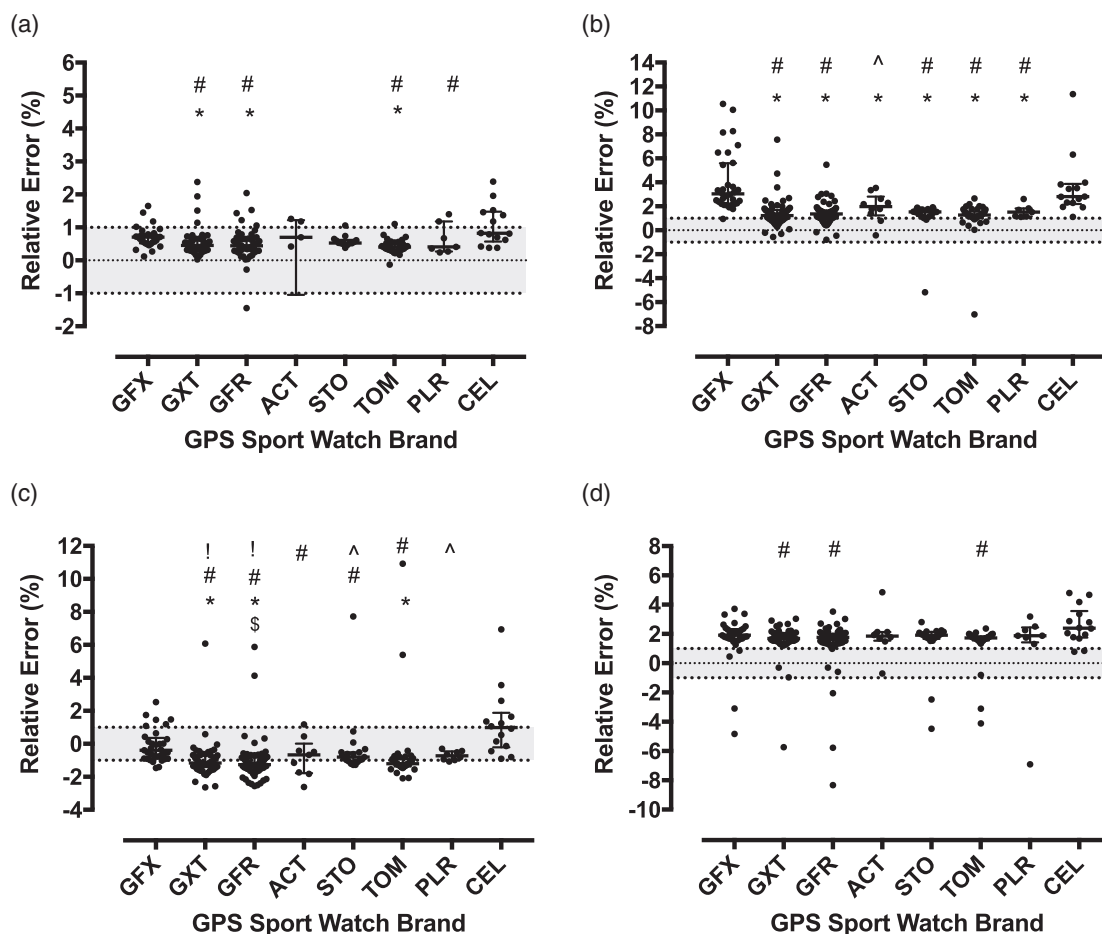 (a)
Relative Error (%)
6
5
4
3
2
1
0
-1
-2
# # # #
* * *
GFX GXT GFR ACT STO TOM PLR CEL
GPS Sport Watch Brand
(b)
Relative Error (%)
14
12
10
8
6
4
2
0
-2
-4
-6
-8
# # ^ # # #
* * * * * *
GFX GXT GFR ACT STO TOM PLR CEL
GPS Sport Watch Brand
(c)
Relative Error (%)
12
10
8
6
4
2
0
-2
-4
! ! # ^ # ^
# # #
* * *
$
GFX GXT GFR ACT STO TOM PLR CEL
GPS Sport Watch Brand
(d)
Relative Error (%)
8
6
4
2
0
-2
-4
-6
-8
-10
# # #
GFX GXT GFR ACT STO TOM PLR CEL
GPS Sport Watch Brand